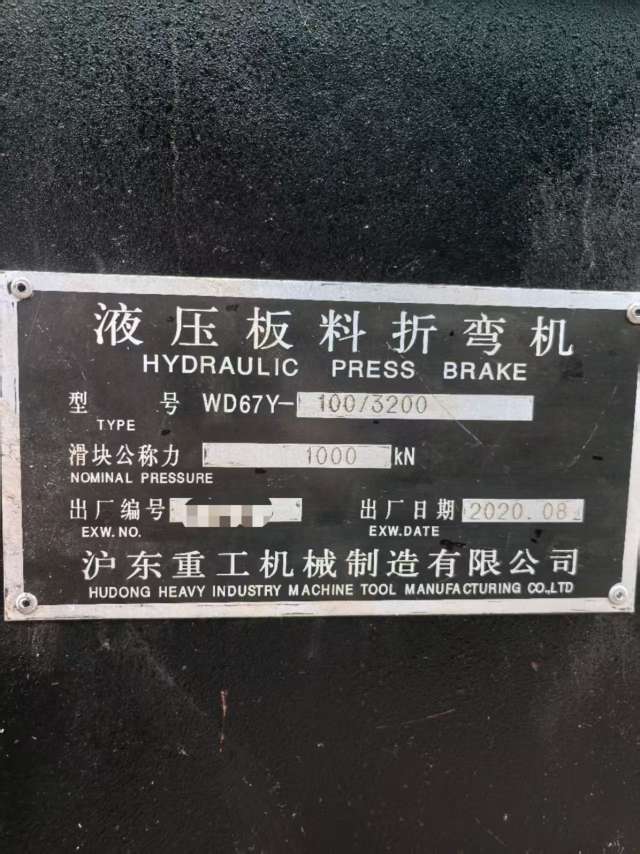 液压板料折弯机
HYDRAULIC PRESS BRAKE
型号 WD67Y-100/3200
TYPE
滑块公称力 1000 kN
NOMINAL PRESSURE
出厂编号 出厂日期 2020.08
EXW.NO. EXW.DATE
沪东重工机械制造有限公司
HUDONG HEAVY INDUSTRY MACHINE TOOL MANUFACTURING CO.,LTD